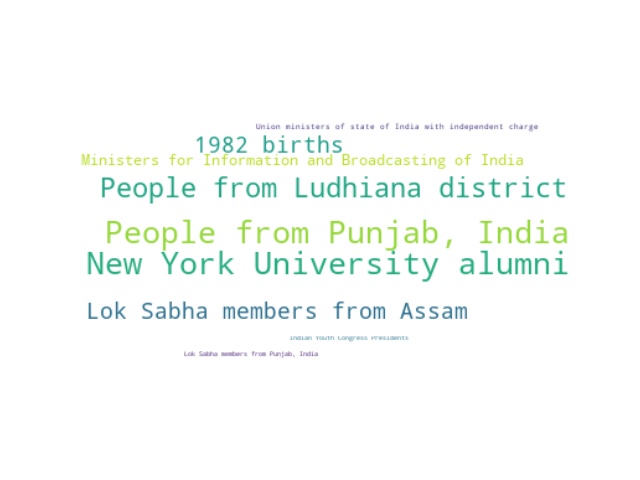 Union ministers of state of India with independent charge
1982 births
Ministers for Information and Broadcasting of India
People from Ludhiana district
People from Punjab, India
New York University alumni
Lok Sabha members from Assam
Indian Youth Congress Presidents
Lok Sabha members from Punjab, India